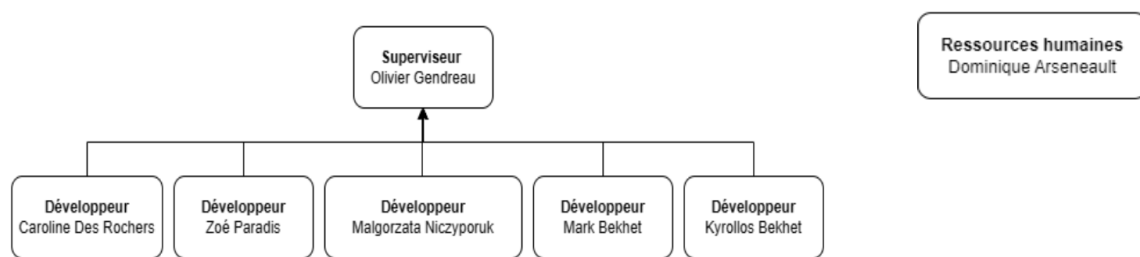 Superviseur
Olivier Gendreau
Ressources humaines
Dominique Arseneault
Développeur
Caroline Des Rochers
Développeur
Zoé Paradis
Développeur
Malgorzata Niczyporuk
Développeur
Mark Bekhet
Développeur
Kyrollos Bekhet